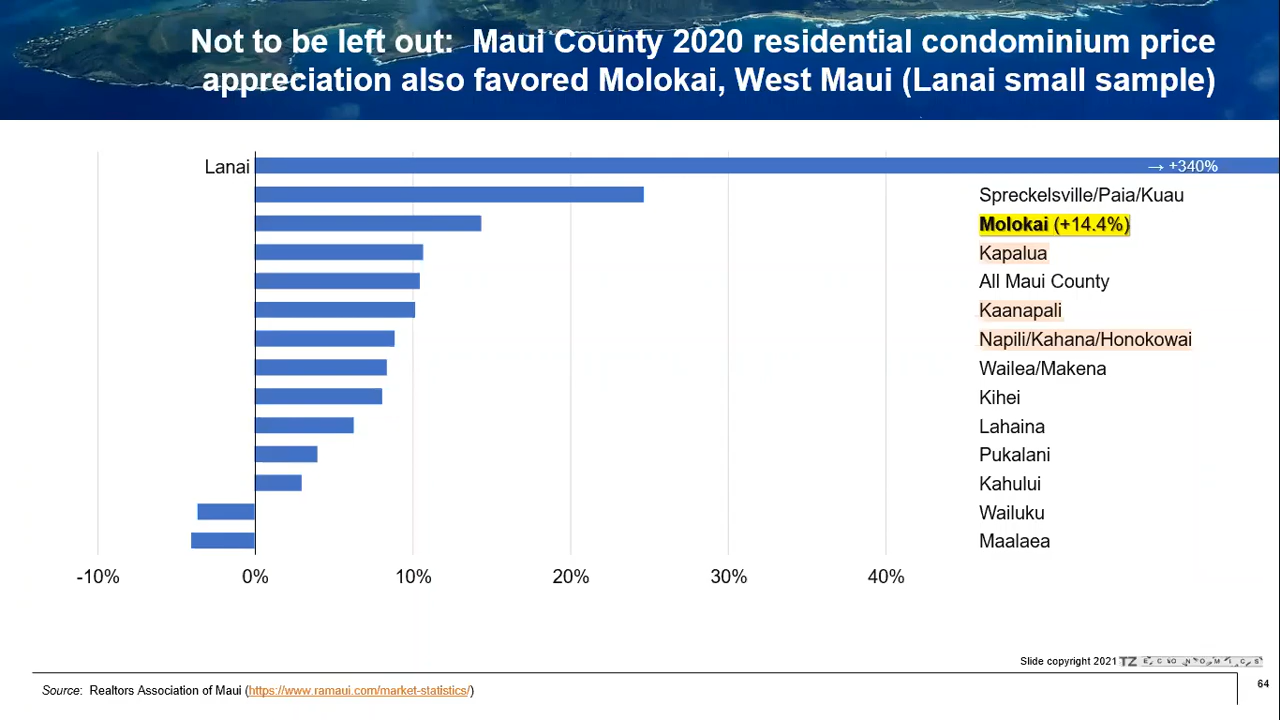 Not to be left out: Maui County 2020 residential condominium price
appreciation also favored Molokai, West Maui (Lanai small sample)
Lanai
→ +340%
Spreckelsville/Paia/Kuau
Molokai (+14.4%)
Kapalua
All Maui County
Kaanapali
Napili/Kahana/Honokowai
Wailea/Makena
Kihei
Lahaina
Pukalani
Kahului
Wailuku
Maalaea
-10% 0% 10% 20% 30% 40%
Slide copyright 2021 TZ ECONOMICS
Source: Realtors Association of Maui (https://www.ramaui.com/market-statistics/)
64